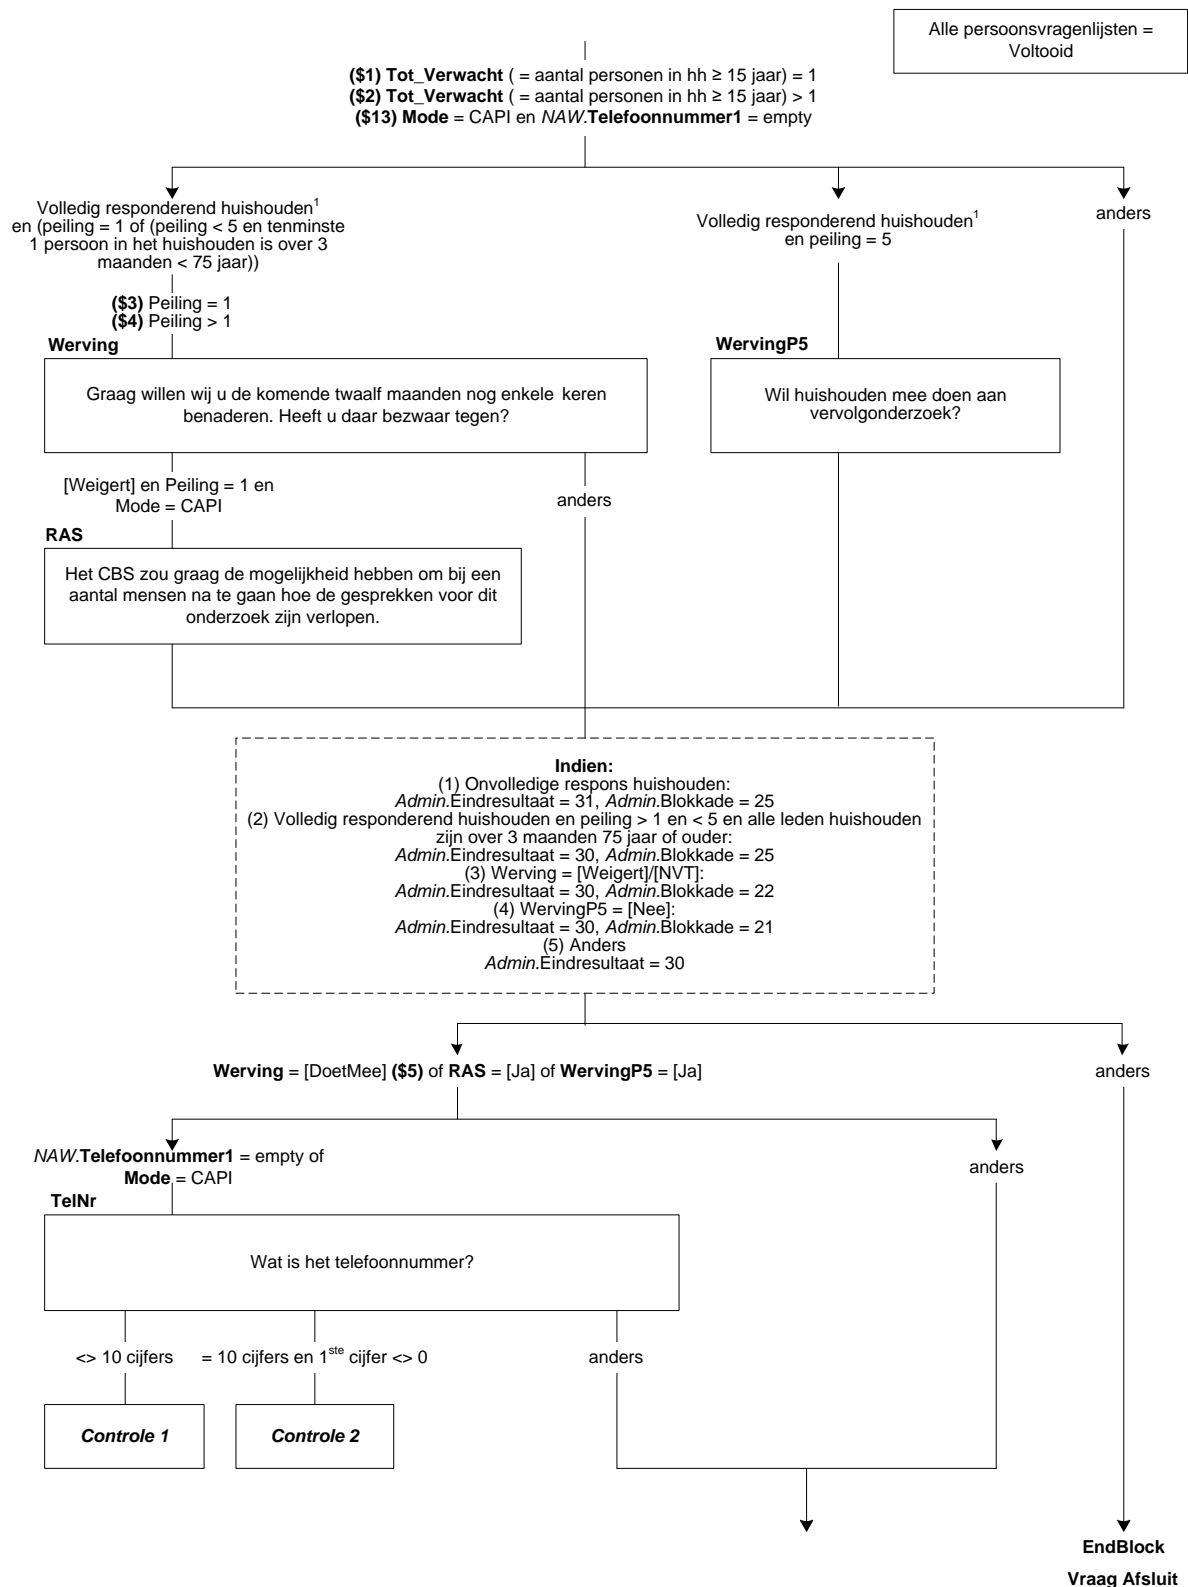 Alle persoonsvragenlijsten =
Voltooid
($1) Tot_Verwacht ( = aantal personen in hh ≥ 15 jaar) = 1
($2) Tot_Verwacht ( = aantal personen in hh ≥ 15 jaar) > 1
($13) Mode = CAPI en NAW.Telefoonnummer1 = empty
Volledig responderend huishouden1
en (peiling = 1 of (peiling < 5 en tenminste
1 persoon in het huishouden is over 3
maanden < 75 jaar))
Volledig responderend huishouden1
en peiling = 5
anders
($3) Peiling = 1
($4) Peiling > 1
Werving
Graag willen wij u de komende twaalf maanden nog enkele keren
benaderen. Heeft u daar bezwaar tegen?
WervingP5
Wil huishouden mee doen aan
vervolgonderzoek?
[Weigert] en Peiling = 1 en
Mode = CAPI
anders
RAS
Het CBS zou graag de mogelijkheid hebben om bij een
aantal mensen na te gaan hoe de gesprekken voor dit
onderzoek zijn verlopen.
Indien:
(1) Onvolledige respons huishouden:
Admin.Eindresultaat = 31, Admin.Blokkade = 25
(2) Volledig responderend huishouden en peiling > 1 en < 5 en alle leden huishouden
zijn over 3 maanden 75 jaar of ouder:
Admin.Eindresultaat = 30, Admin.Blokkade = 25
(3) Werving = [Weigert]/[NVT]:
Admin.Eindresultaat = 30, Admin.Blokkade = 22
(4) WervingP5 = [Nee]:
Admin.Eindresultaat = 30, Admin.Blokkade = 21
(5) Anders
Admin.Eindresultaat = 30
Werving = [DoetMee] ($5) of RAS = [Ja] of WervingP5 = [Ja]
anders
NAW.Telefoonnummer1 = empty of
Mode = CAPI
anders
TelNr
Wat is het telefoonnummer?
<> 10 cijfers
= 10 cijfers en 1ste cijfer <> 0
anders
Controle 1
Controle 2
EndBlock
Vraag Afsluit